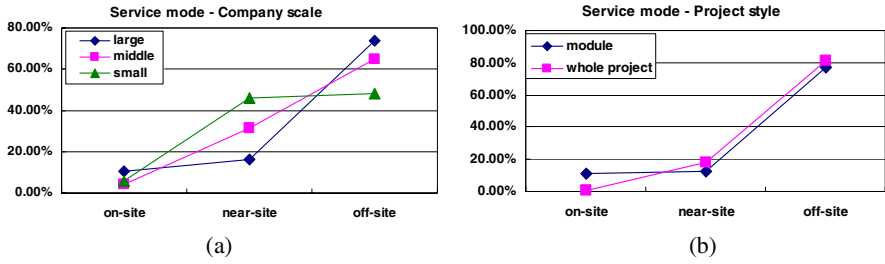 Service mode - Company scale
80.00%
60.00%
40.00%
20.00%
0.00%
large
middle
small
on-site near-site off-site
(a)
Service mode - Project style
100.00%
80.00%
60.00%
40.00%
20.00%
0.00%
module
whole project
on-site near-site off-site
(b)